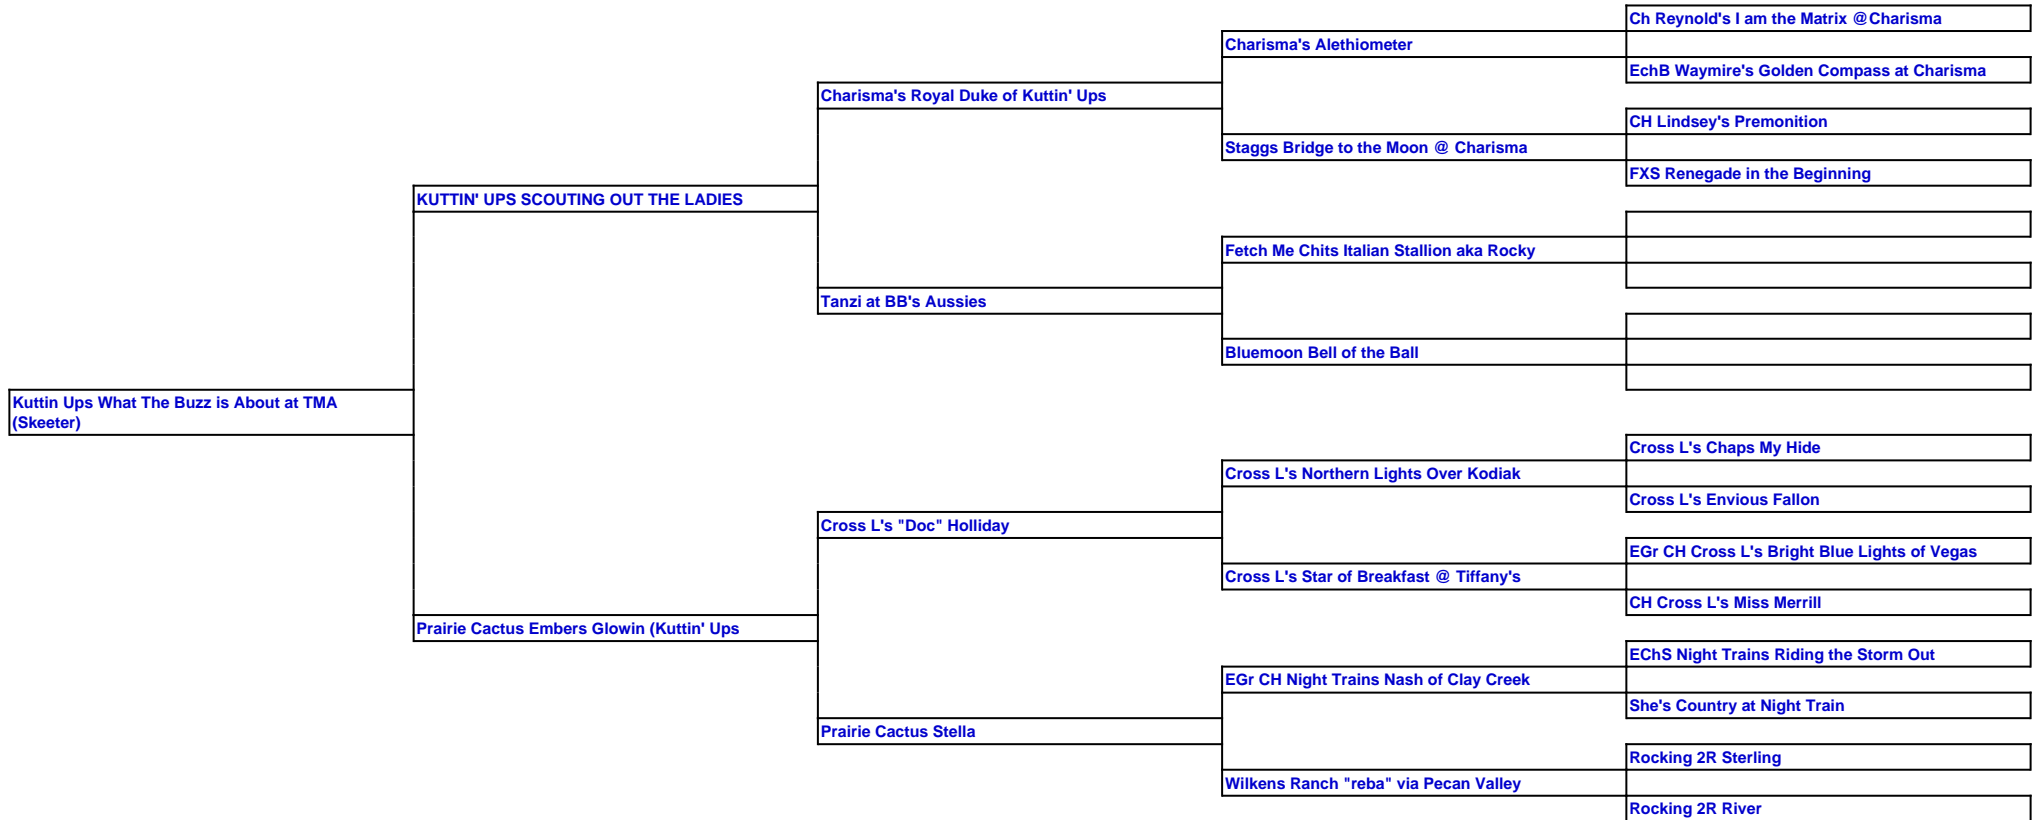 Ch Reynold's I am the Matrix @Charisma
Charisma's Alethiometer
EchB Waymire's Golden Compass at Charisma
Charisma's Royal Duke of Kuttin' Ups
CH Lindsey's Premonition
Staggs Bridge to the Moon @ Charisma
FXS Renegade in the Beginning
KUTTIN' UPS SCOUTING OUT THE LADIES
Fetch Me Chits Italian Stallion aka Rocky
Tanzi at BB's Aussies
Bluemoon Bell of the Ball
Kuttin Ups What The Buzz is About at TMA
(Skeeter)
Cross L's Chaps My Hide
Cross L's Northern Lights Over Kodiak
Cross L's Envious Fallon
Cross L's "Doc" Holliday
EGr CH Cross L's Bright Blue Lights of Vegas
Cross L's Star of Breakfast @ Tiffany's
CH Cross L's Miss Merrill
Prairie Cactus Embers Glowin (Kuttin' Ups
EChS Night Trains Riding the Storm Out
EGr CH Night Trains Nash of Clay Creek
She's Country at Night Train
Prairie Cactus Stella
Rocking 2R Sterling
Wilkens Ranch "reba" via Pecan Valley
Rocking 2R River